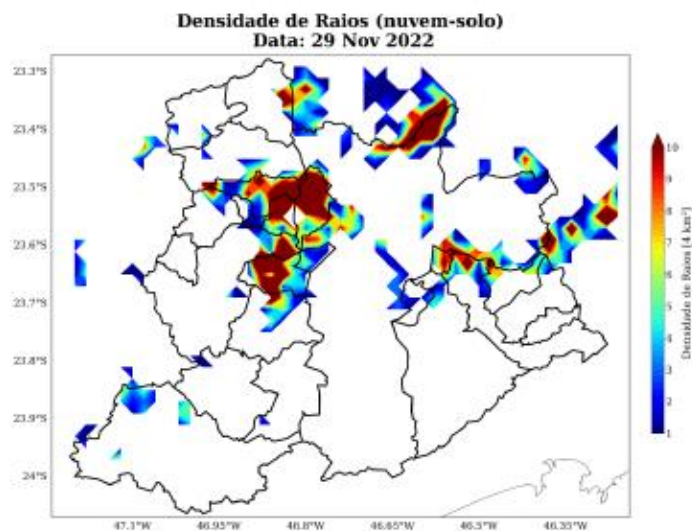 Densidade de Raios (nuvem-solo)
Data: 29 Nov 2022
23.3°S
23.4°S
23.5°S
23.6°S
23.7°S
23.8°S
23.9°S
24°S
47.1°W
46.95°W
46.8°W
46.65°W
46.5°W
46.35°W
10
9
8
7
6
5
4
3
2
1
Densidade de Raios [4 km²]